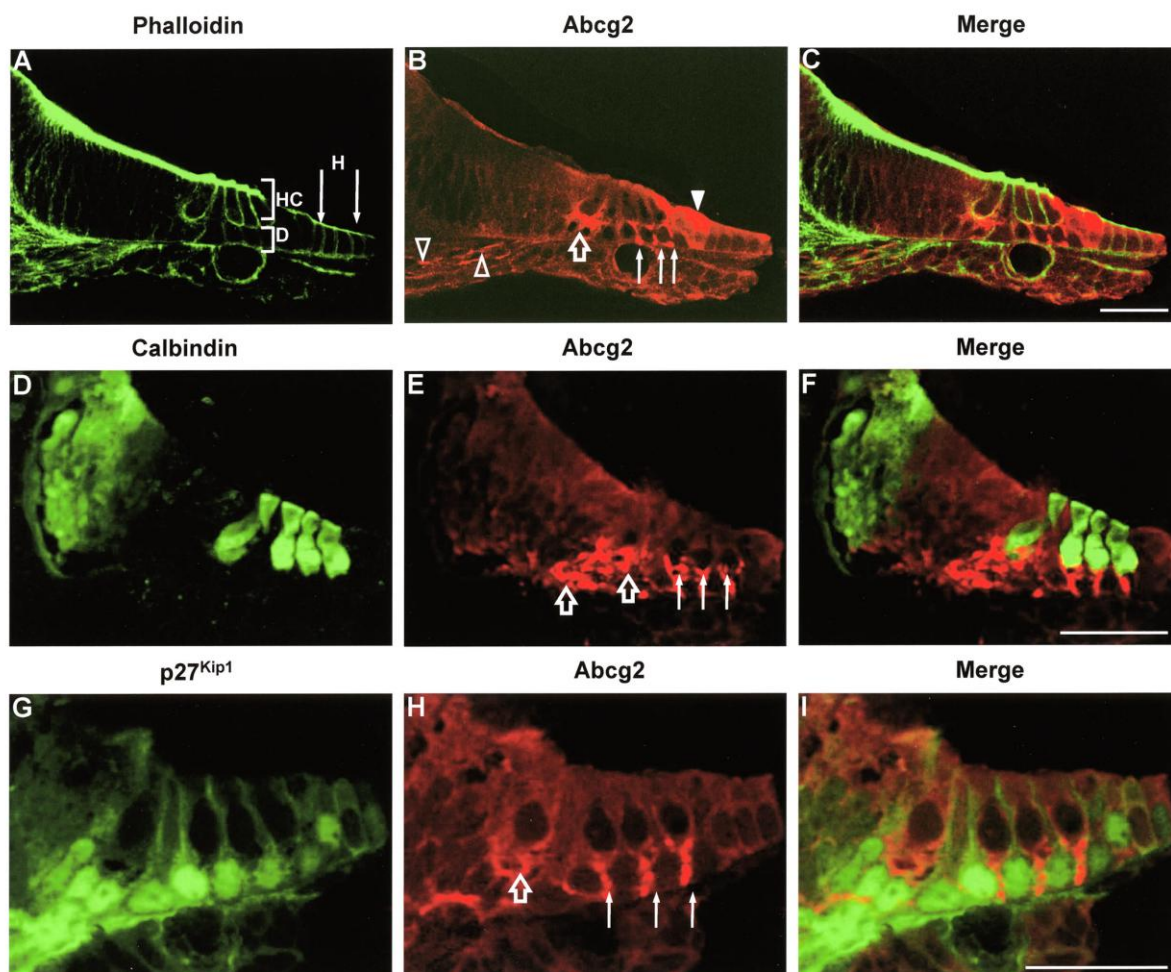 Phalloidin Abcg2 Merge
A B C
H
HC
D
Calbindin Abcg2 Merge
D E F
p27Kip1 Abcg2 Merge
G H I